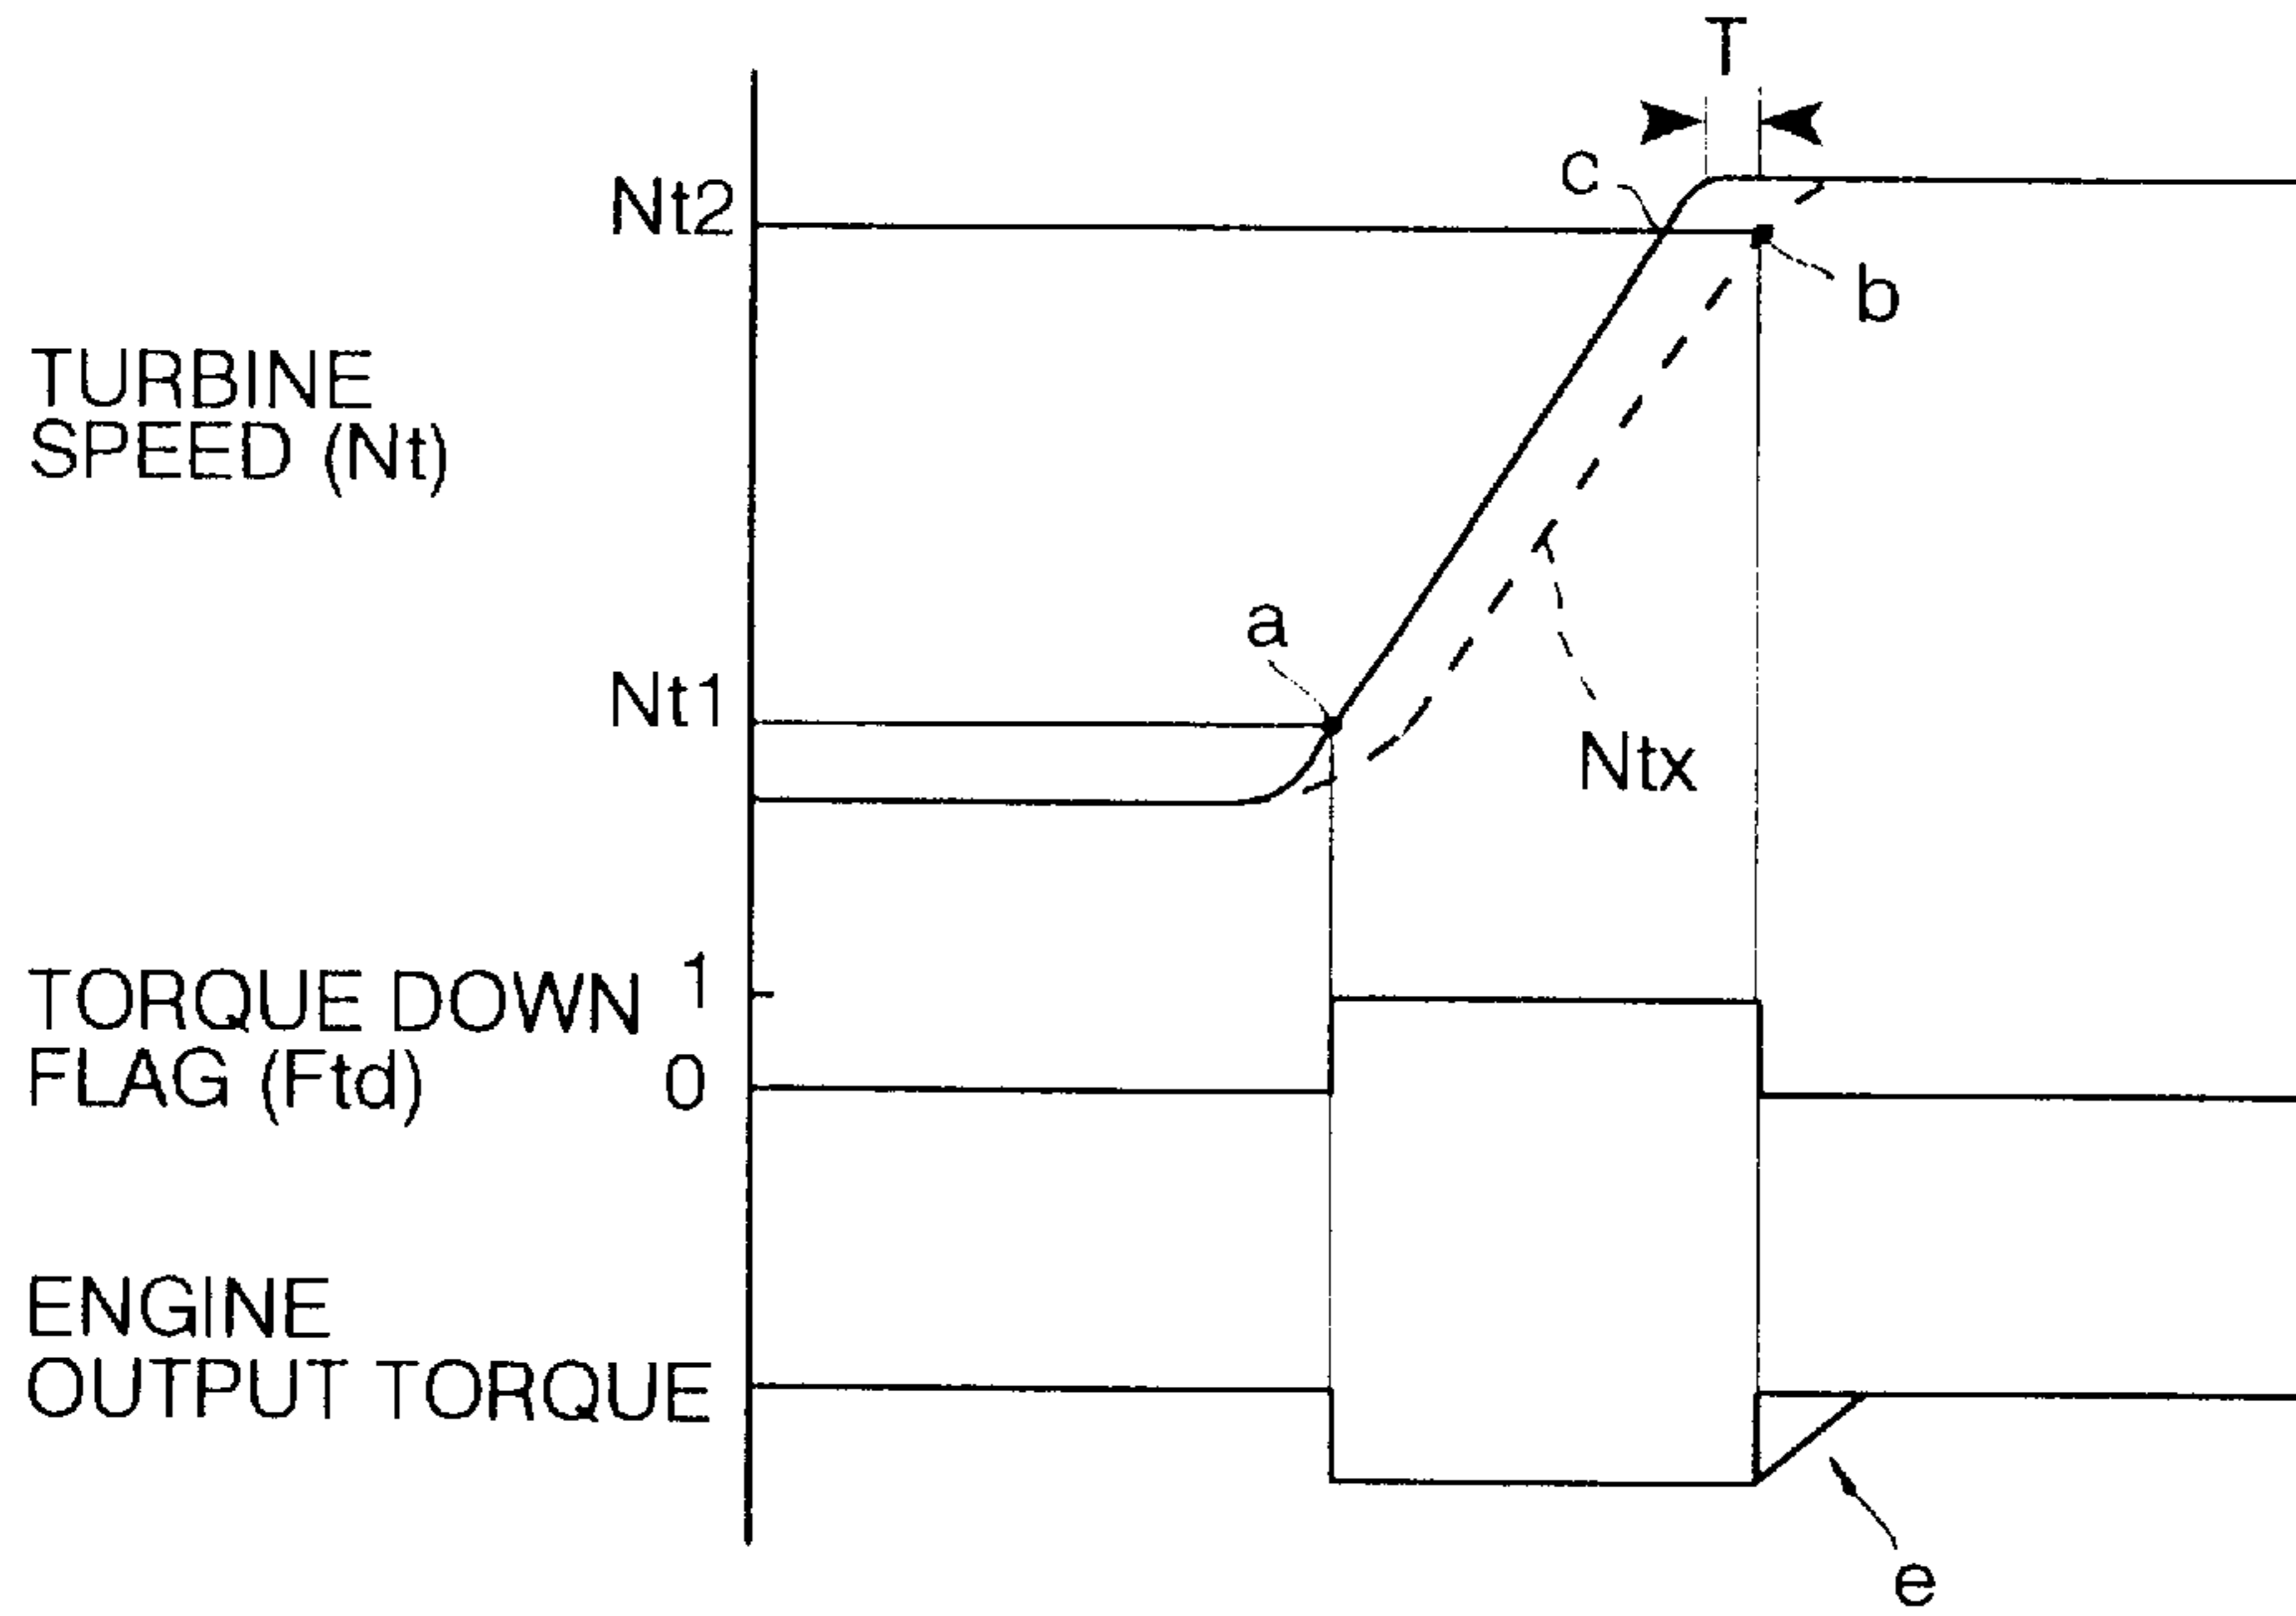 T
c
Nt2
b
TURBINE
SPEED (Nt)
a
Nt1
Ntx
TORQUE DOWN 1
FLAG (Ftd) 0
ENGINE
OUTPUT TORQUE
e